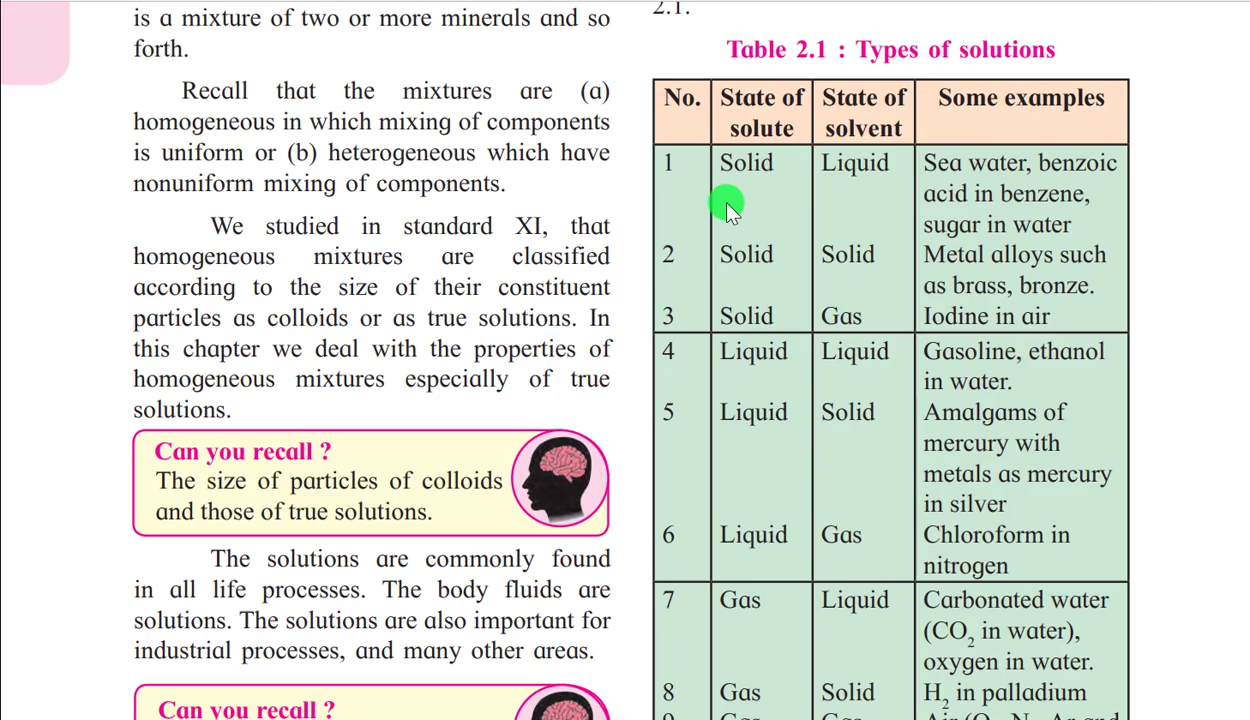 is a mixture of two or more minerals and so
forth.
Recall that the mixtures are (a)
homogeneous in which mixing of components
is uniform or (b) heterogeneous which have
nonuniform mixing of components.
We studied in standard XI, that
homogeneous mixtures are classified
according to the size of their constituent
particles as colloids or as true solutions. In
this chapter we deal with the properties of
homogeneous mixtures especially of true
solutions.
Can you recall ?
The size of particles of colloids
and those of true solutions.
The solutions are commonly found
in all life processes. The body fluids are
solutions. The solutions are also important for
industrial processes, and many other areas.
Can you recall ?
2.1.
Table 2.1 : Types of solutions
No. State of State of Some examples
solute solvent
1 Solid Liquid Sea water, benzoic
acid in benzene,
sugar in water
2 Solid Solid Metal alloys such
as brass, bronze.
3 Solid Gas Iodine in air
4 Liquid Liquid Gasoline, ethanol
in water.
5 Liquid Solid Amalgams of
mercury with
metals as mercury
in silver
6 Liquid Gas Chloroform in
nitrogen
7 Gas Liquid Carbonated water
(CO₂ in water),
oxygen in water.
8 Gas Solid H₂ in palladium
9 Gas Gas Air (O₂, N₂, Ar and